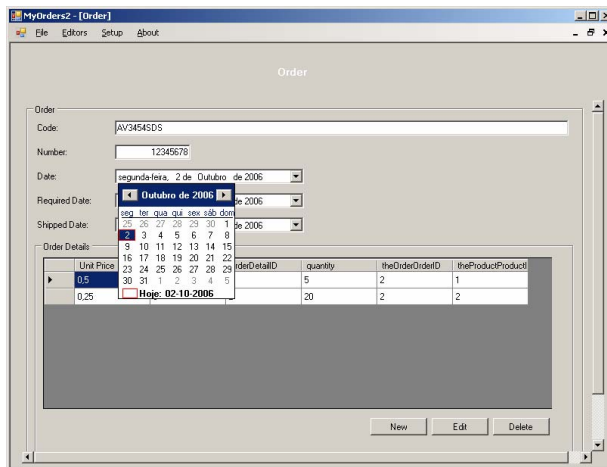 MyOrders2 - [Order]
File Editors Setup About
Order
Order
Code: AV3454SDS
Number: 12345678
Date: segunda-feira, 2 de Outubro de 2006
Required Date: de 2006
Shipped Date: de 2006
Outubro de 2006
seg ter qua qui sex sáb dom
25 26 27 28 29 30 1
2 3 4 5 6 7 8
9 10 11 12 13 14 15
16 17 18 19 20 21 22
23 24 25 26 27 28 29
30 31 1 2 3 4 5
Hoje: 02-10-2006
Order Details
Unit Price rderDetailID quantity theOrderOrderID theProductProductI
0,5 5 2 1
0,25 20 2 2
New Edit Delete